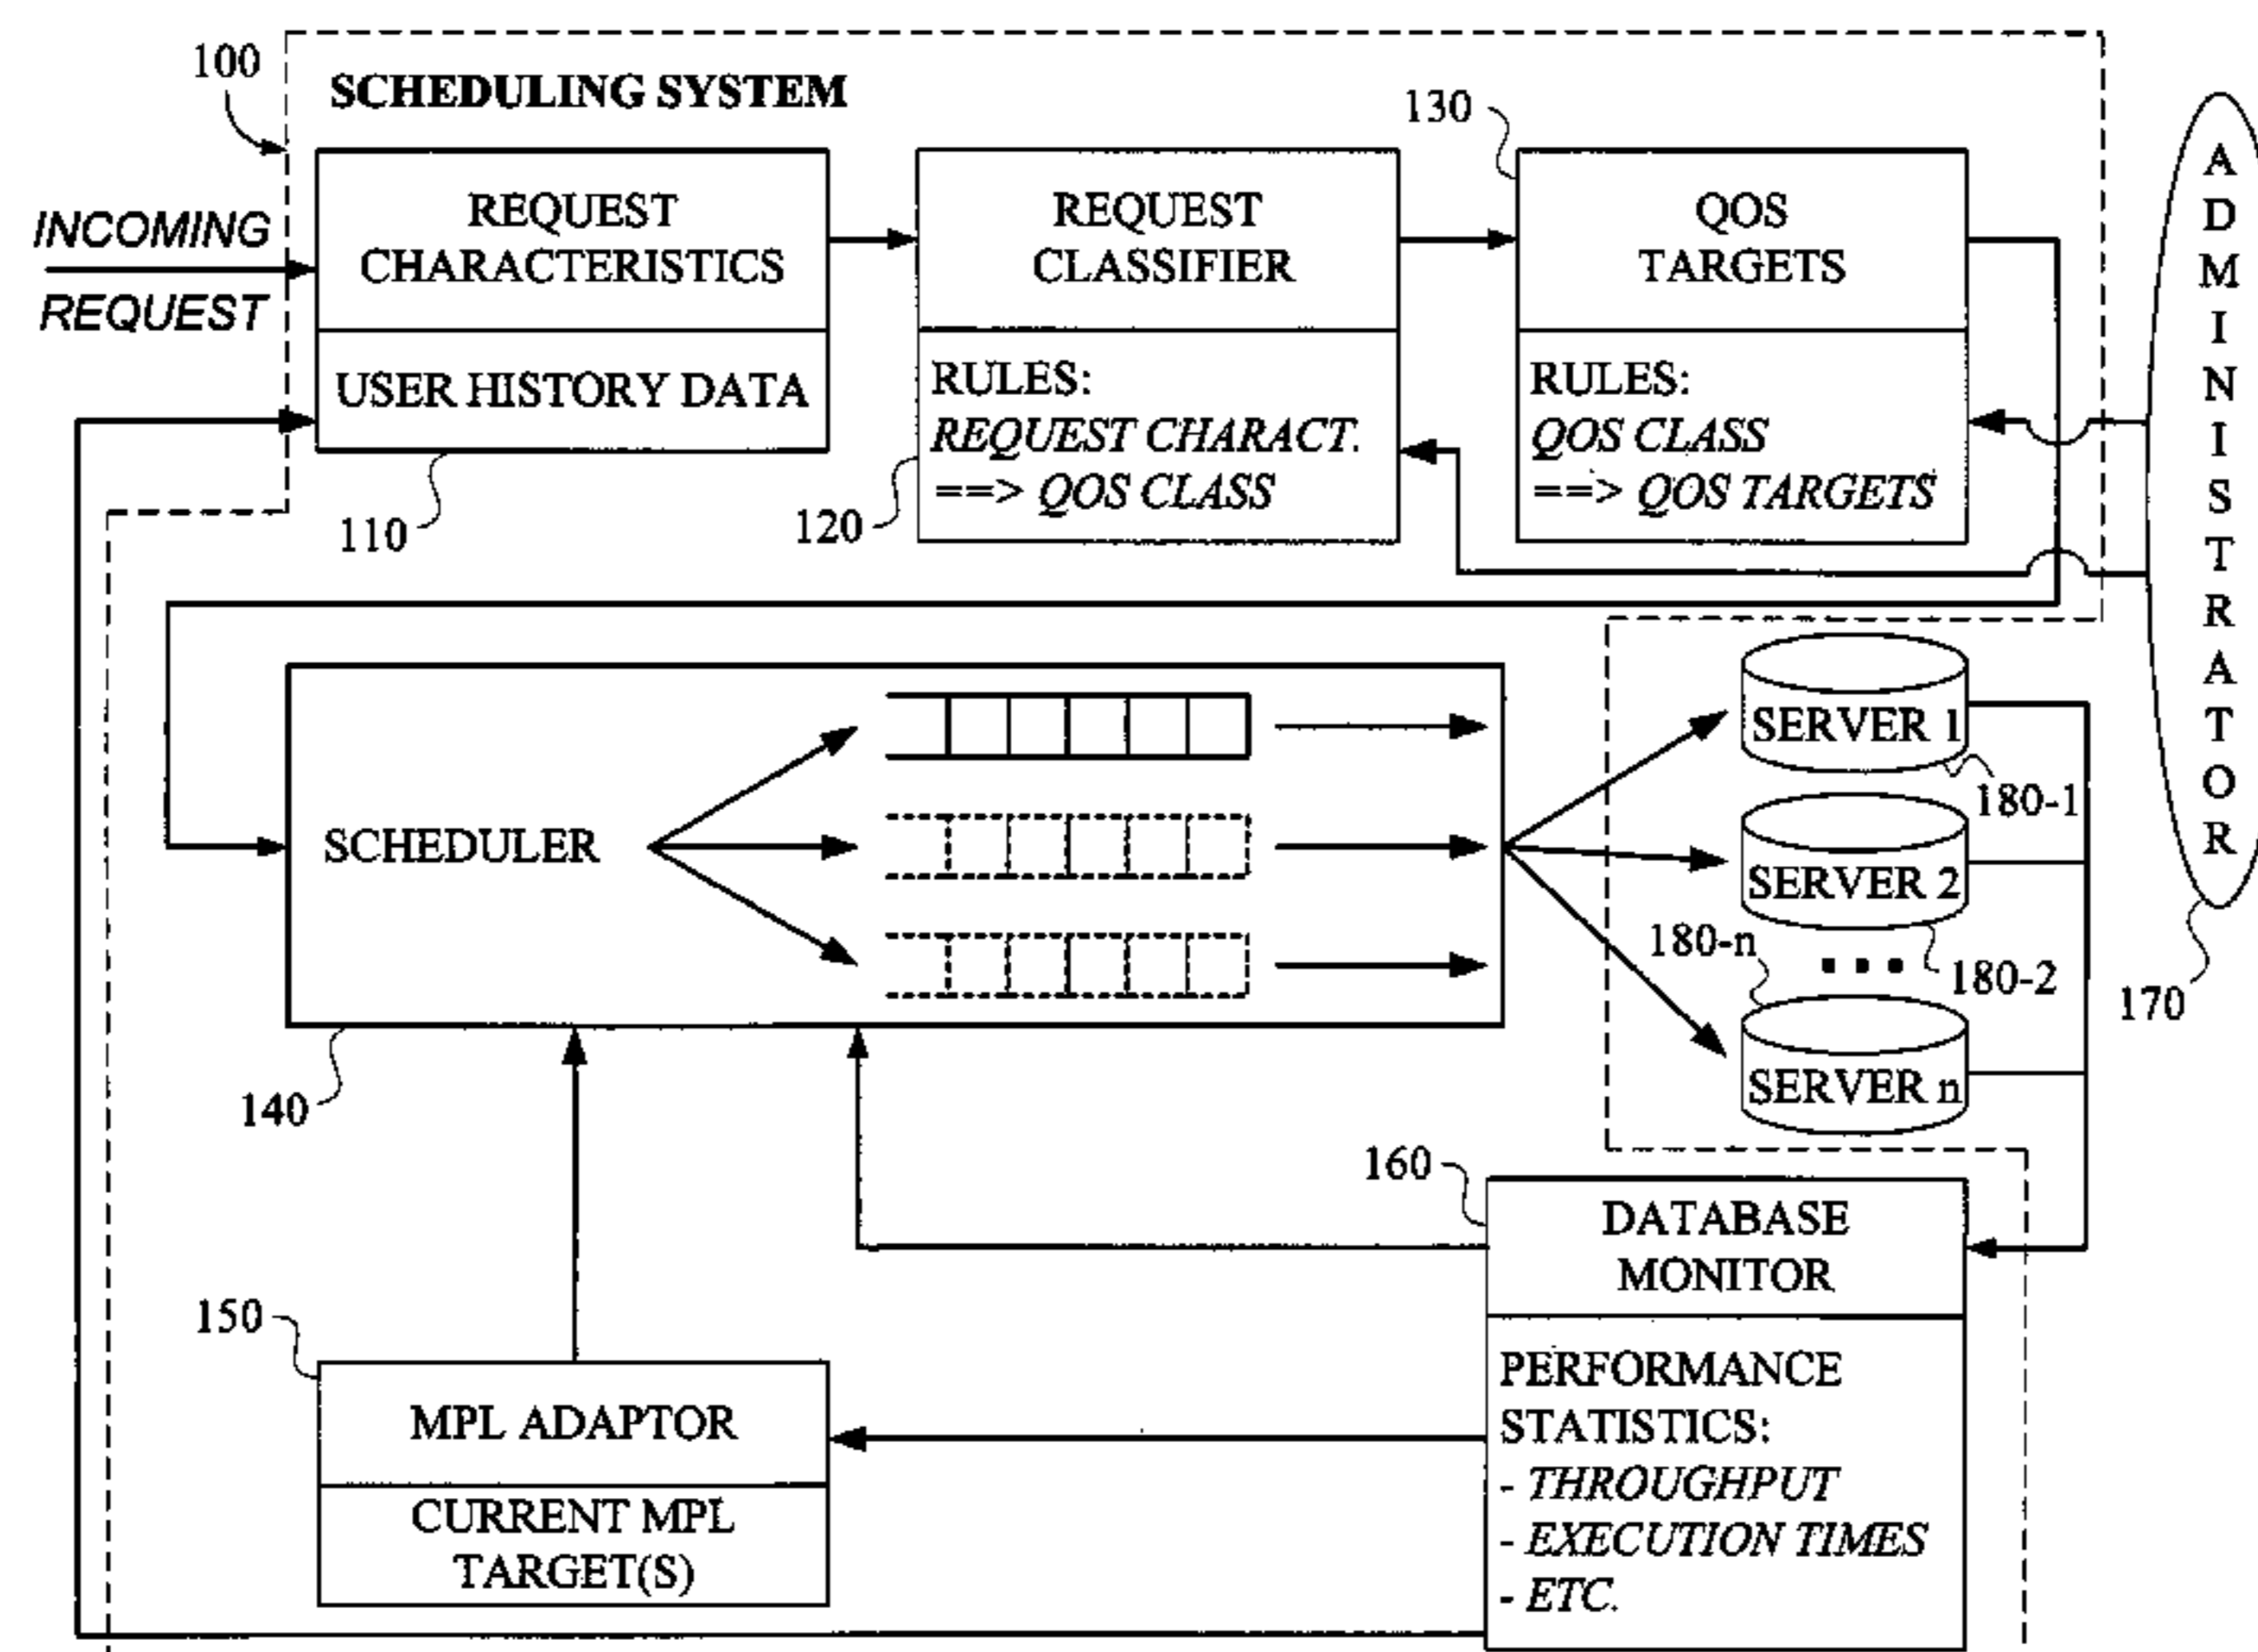 100
SCHEDULING SYSTEM
130
INCOMING
REQUEST
REQUEST
CHARACTERISTICS
USER HISTORY DATA
110
REQUEST
CLASSIFIER
RULES:
REQUEST CHARACT.
==> QOS CLASS
120
QOS
TARGETS
RULES:
QOS CLASS
==> QOS TARGETS
ADMINISTRATOR
170
SCHEDULER
140
SERVER 1
180-1
SERVER 2
180-2
180-n
...
SERVER n
160
DATABASE
MONITOR
PERFORMANCE
STATISTICS:
- THROUGHPUT
- EXECUTION TIMES
- ETC.
150
MPL ADAPTOR
CURRENT MPL
TARGET(S)